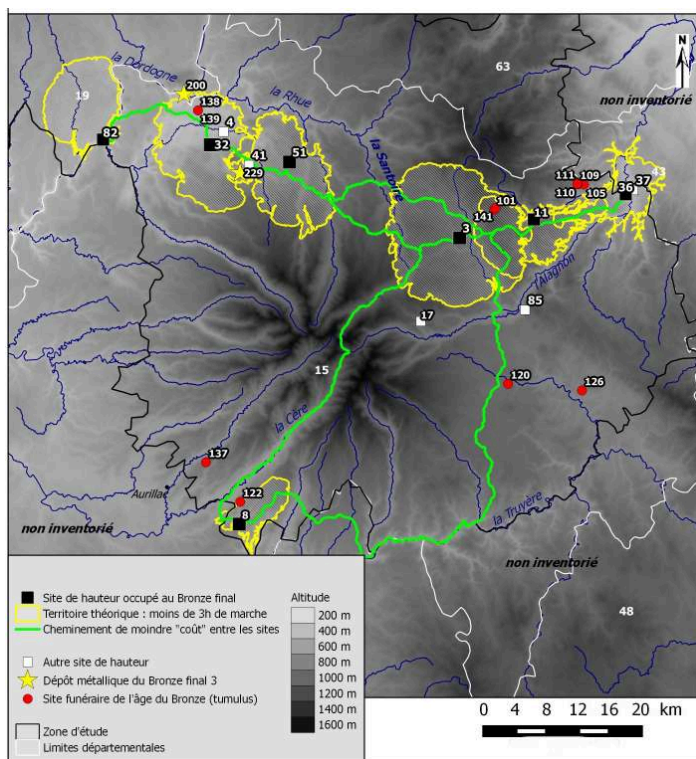 63
N
non inventorié
la Dordogne
200
la Rhue
19
138
139
4
82
32
41
51
229
la Santoire
111
109
110
105
43
37
36
101
141
11
3
l'Alagnon
85
17
15
120
126
la Cère
137
Aurillac
122
la Truyère
8
non inventorié
non inventorié
48
Site de hauteur occupé au Bronze final
Territoire théorique : moins de 3h de marche
Cheminement de moindre "coût" entre les sites
Autre site de hauteur
Dépôt métallique du Bronze final 3
Site funéraire de l'âge du Bronze (tumulus)
Zone d'étude
Limites départementales
Altitude
200 m
400 m
600 m
800 m
1000 m
1200 m
1400 m
1600 m
0 4 8 12 16 20 km